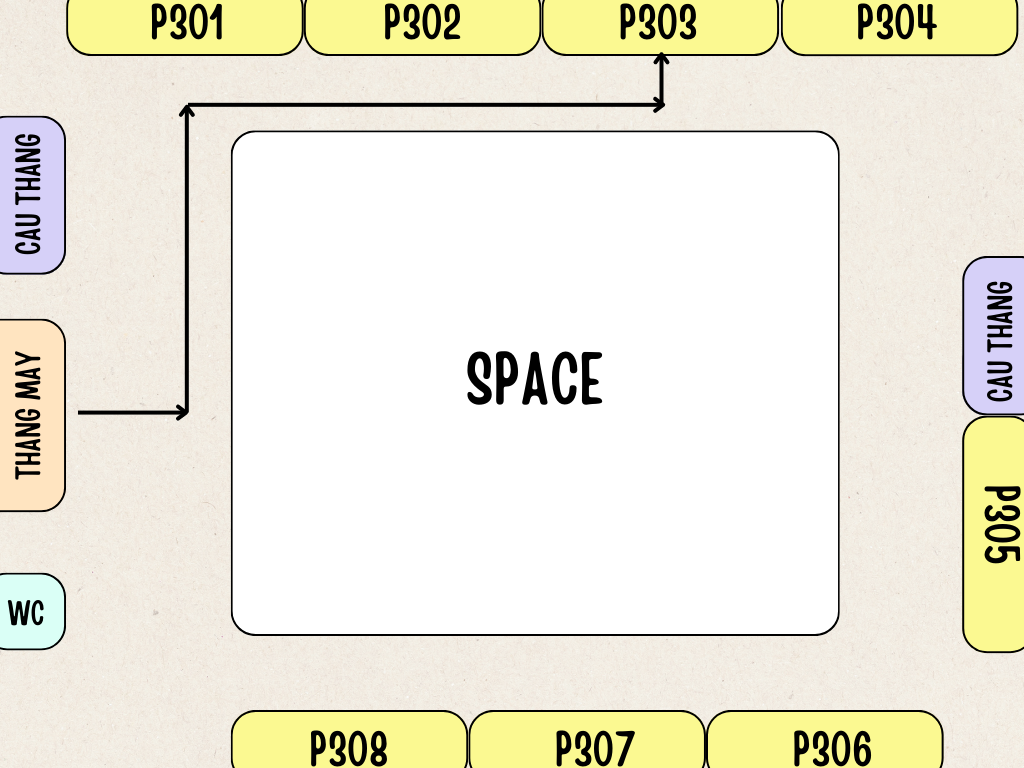 P301
P302
P303
P304
CAU THANG
THANG MAY
SPACE
CAU THANG
P305
WC
P308
P307
P306